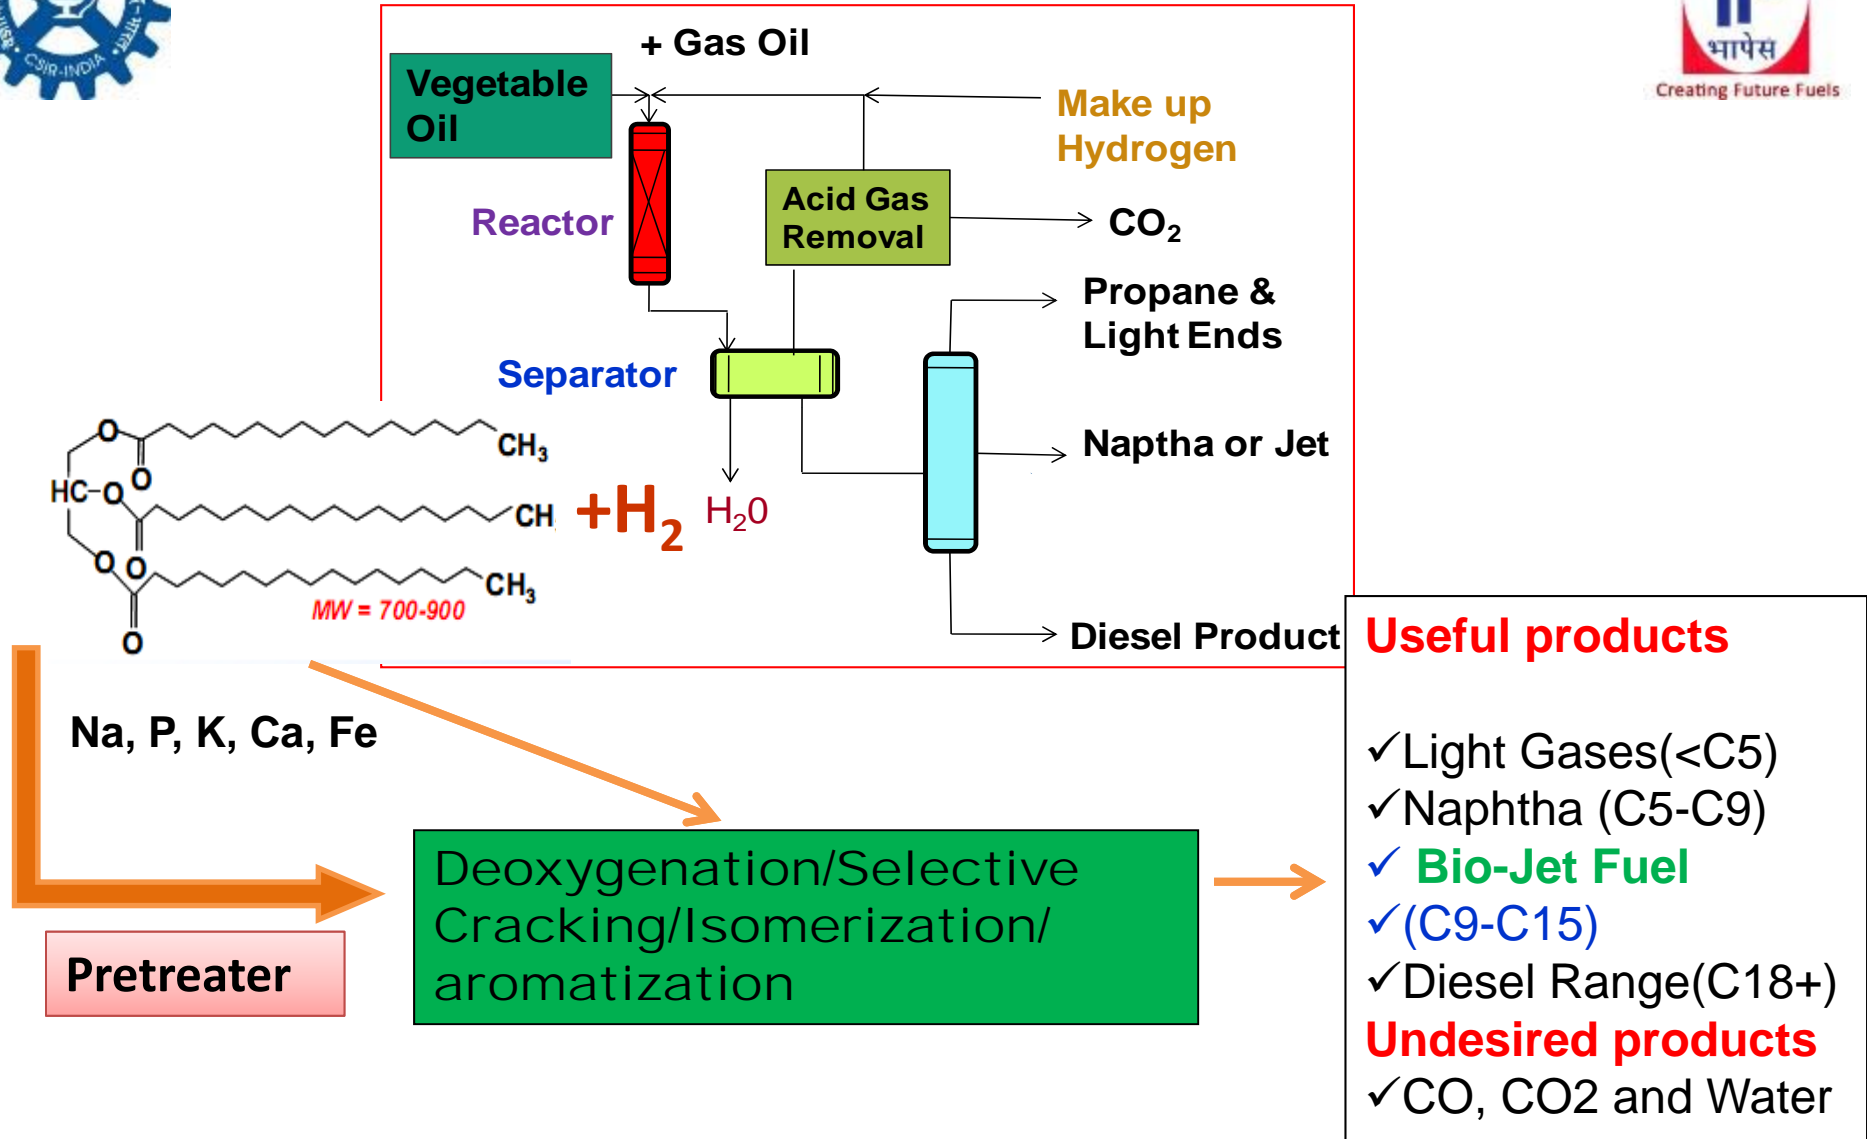 CSIR-INDIA
भापेस
Creating Future Fuels
+ Gas Oil
Vegetable
Oil
Make up
Hydrogen
Reactor
Acid Gas
Removal
CO2
Propane &
Light Ends
Separator
Naptha or Jet
H20
Diesel Product
O
CH3
O
HC-O
CH
O
O
CH3
O
+H2
MW = 700-900
Na, P, K, Ca, Fe
Pretreater
Deoxygenation/Selective
Cracking/Isomerization/
aromatization
Useful products
✓Light Gases(<C5)
✓Naphtha (C5-C9)
✓ Bio-Jet Fuel
✓(C9-C15)
✓Diesel Range(C18+)
Undesired products
✓CO, CO2 and Water